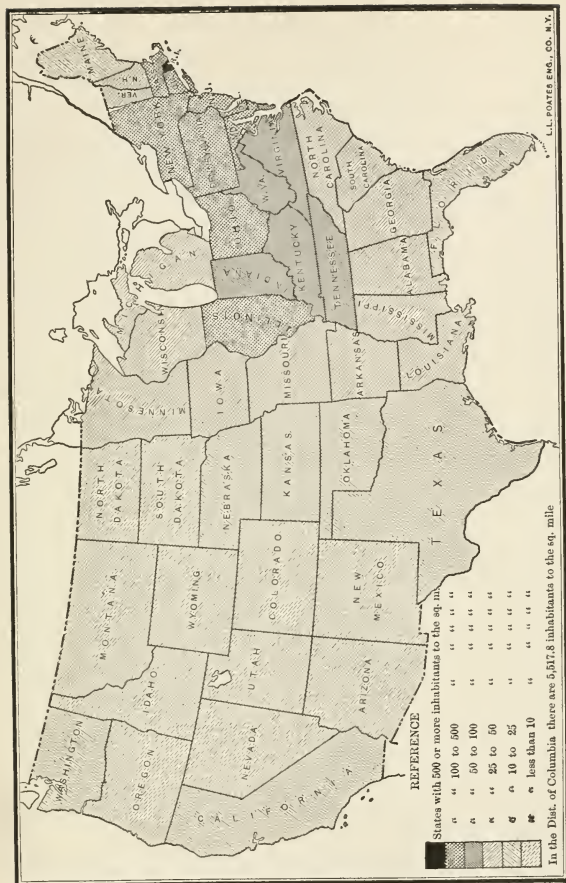 WASHINGTON
OREGON
CALIFORNIA
IDAHO
NEVADA
MONTANA
WYOMING
UTAH
ARIZONA
COLORADO
NEW
MEXICO
NORTH
DAKOTA
SOUTH
DAKOTA
NEBRASKA
KANSAS
OKLAHOMA
TEXAS
MINNESOTA
IOWA
MISSOURI
ARKANSAS
LOUISIANA
WISCONSIN
ILLINOIS
INDIANA
OHIO
KENTUCKY
TENNESSEE
MISSISSIPPI
ALABAMA
GEORGIA
FLORIDA
SOUTH
CAROLINA
NORTH
CAROLINA
VIRGINIA
W.VA.
NEW YORK
VER.
N.H.
MAINE
REFERENCE
States with 500 or more inhabitants to the sq. mi
" " 100 to 500 " " " "
" " 50 to 100 " " " "
" " 25 to 50 " " " "
" " 10 to 25 " " " "
" " less than 10 " " " "
In the Dist. of Columbia there are 5,517.8 inhabitants to the sq. mile
L.L. POATES ENG., CO. N.Y.